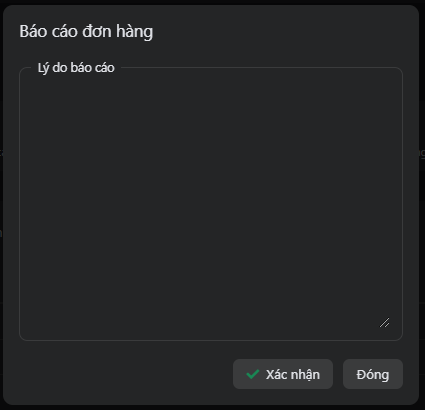 Báo cáo đơn hàng
Lý do báo cáo
Xác nhận
Đóng